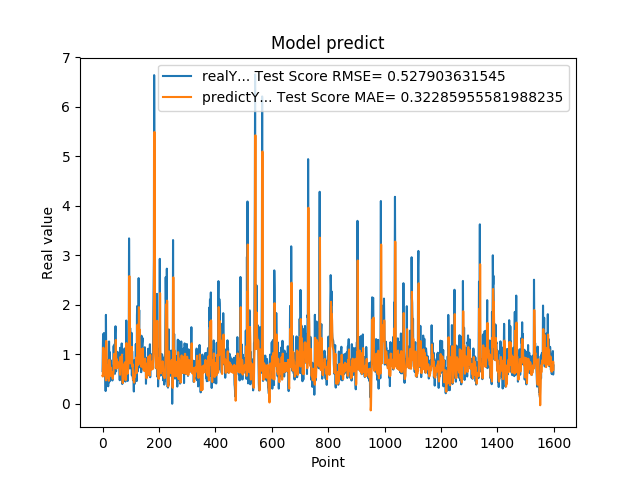 Model predict
realY... Test Score RMSE= 0.527903631545
predictY... Test Score MAE= 0.32285955581988235
Real value
7
6
5
4
3
2
1
0
0 200 400 600 800 1000 1200 1400 1600
Point